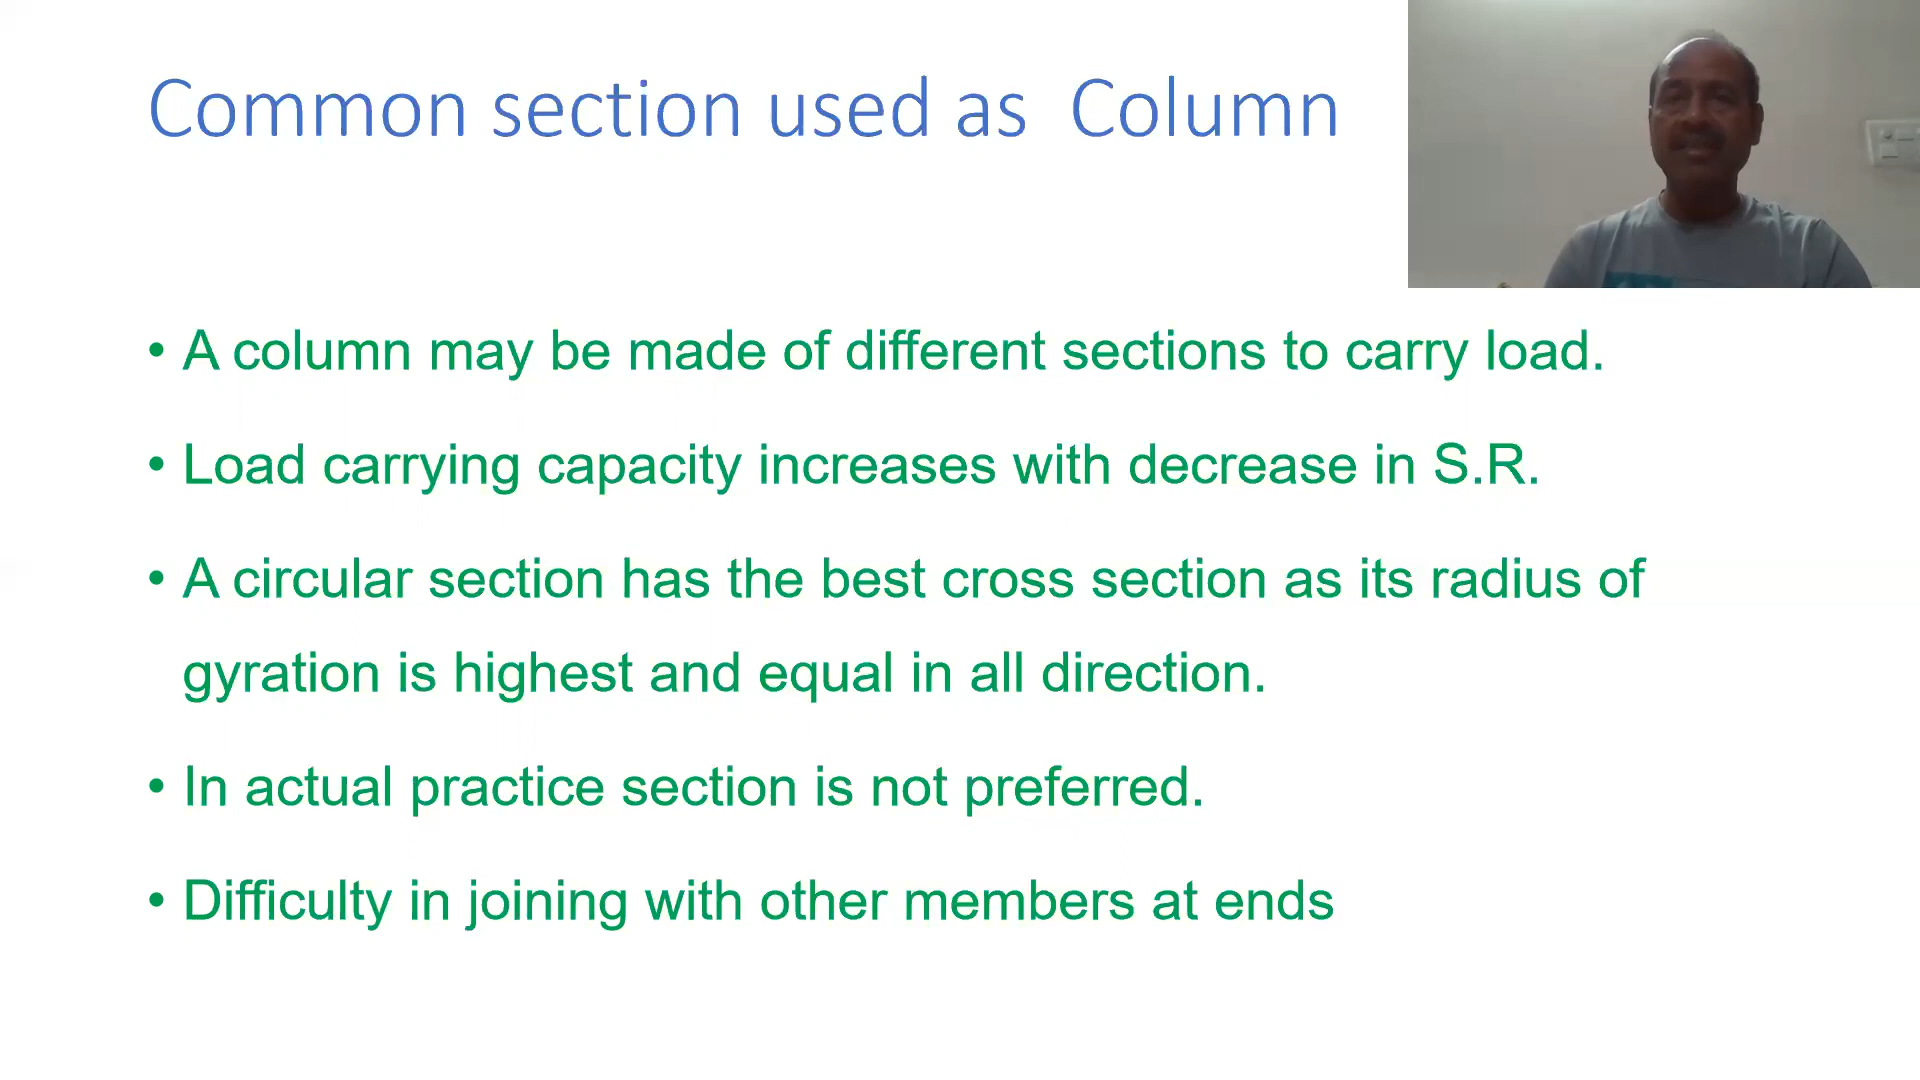 Common section used as Column
• A column may be made of different sections to carry load.
• Load carrying capacity increases with decrease in S.R.
• A circular section has the best cross section as its radius of
gyration is highest and equal in all direction.
• In actual practice section is not preferred.
• Difficulty in joining with other members at ends